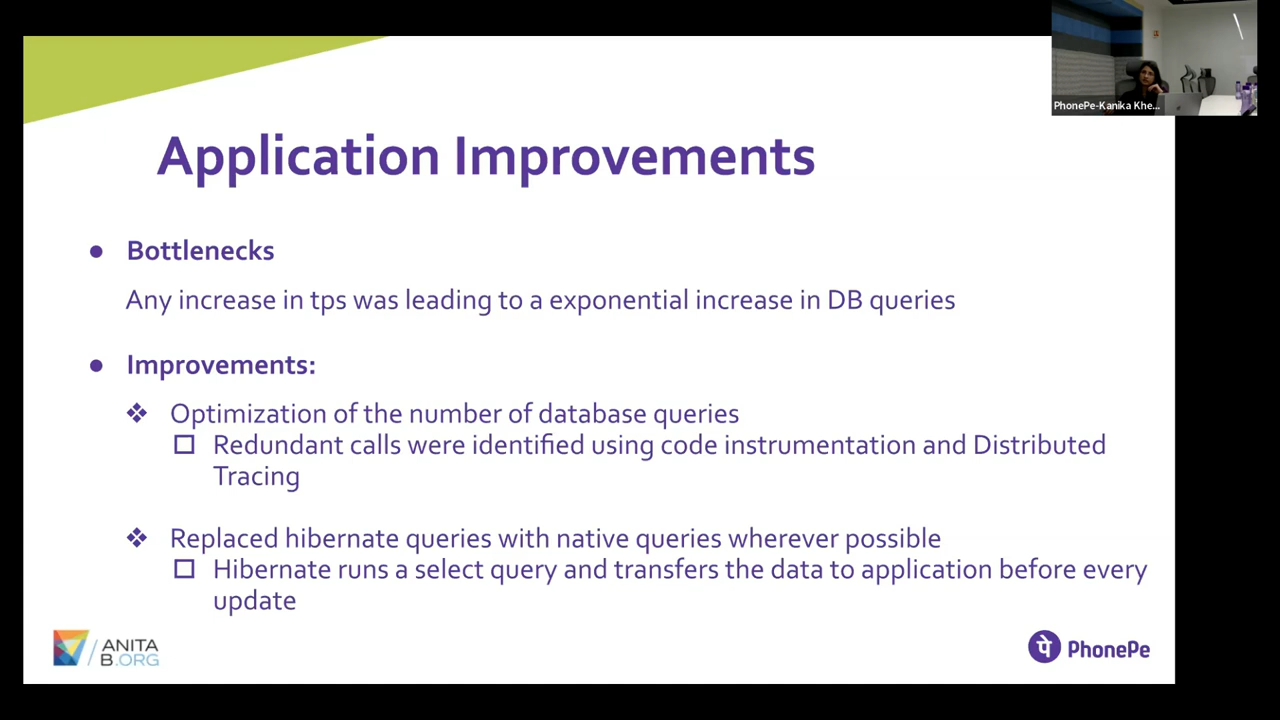 PhonePe-Kanika Khe...
Application Improvements
● Bottlenecks
Any increase in tps was leading to a exponential increase in DB queries
● Improvements:
❖ Optimization of the number of database queries
□ Redundant calls were identified using code instrumentation and Distributed
Tracing
❖ Replaced hibernate queries with native queries wherever possible
□ Hibernate runs a select query and transfers the data to application before every
update
ANITA
B.ORG
पे PhonePe